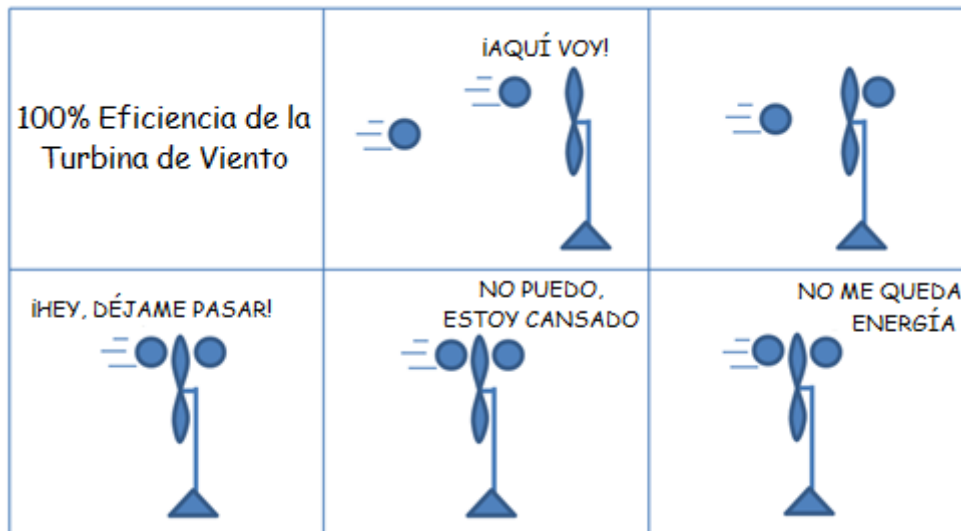 100% Eficiencia de la
Turbina de Viento
¡AQUÍ VOY!
¡HEY, DÉJAME PASAR!
NO PUEDO,
ESTOY CANSADO
NO ME QUEDA
ENERGÍA